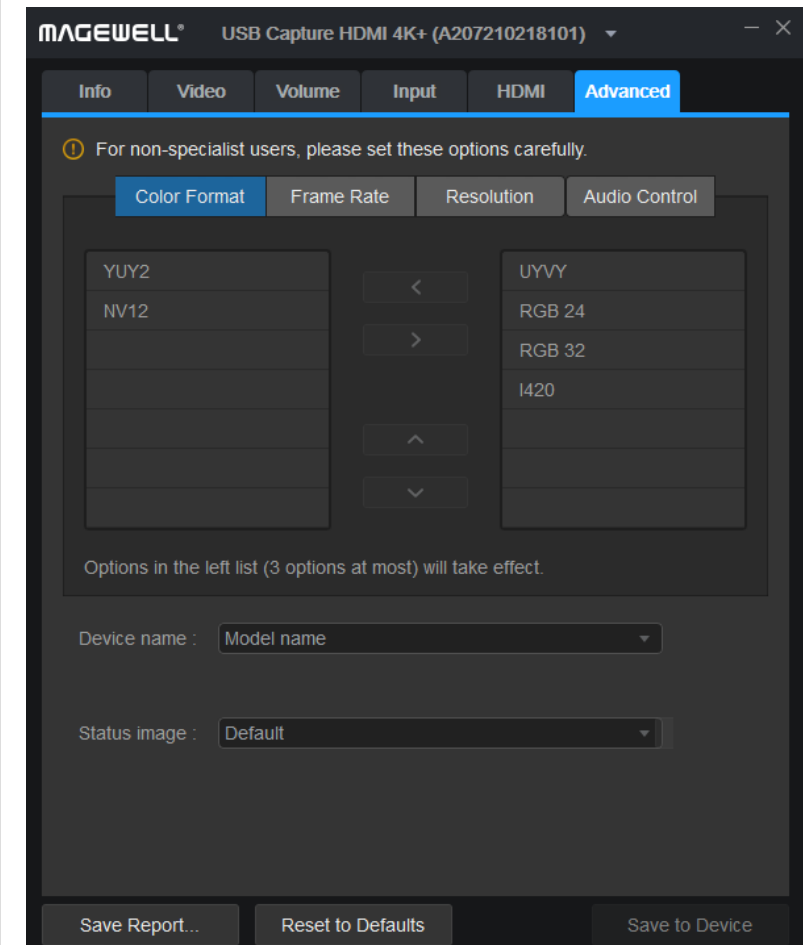 MAGEWELL® USB Capture HDMI 4K+ (A207210218101)
Info Video Volume Input HDMI Advanced
For non-specialist users, please set these options carefully.
Color Format Frame Rate Resolution Audio Control
YUY2 UYVY
NV12 RGB 24
RGB 32
I420
Options in the left list (3 options at most) will take effect.
Device name : Model name
Status image : Default
Save Report... Reset to Defaults Save to Device